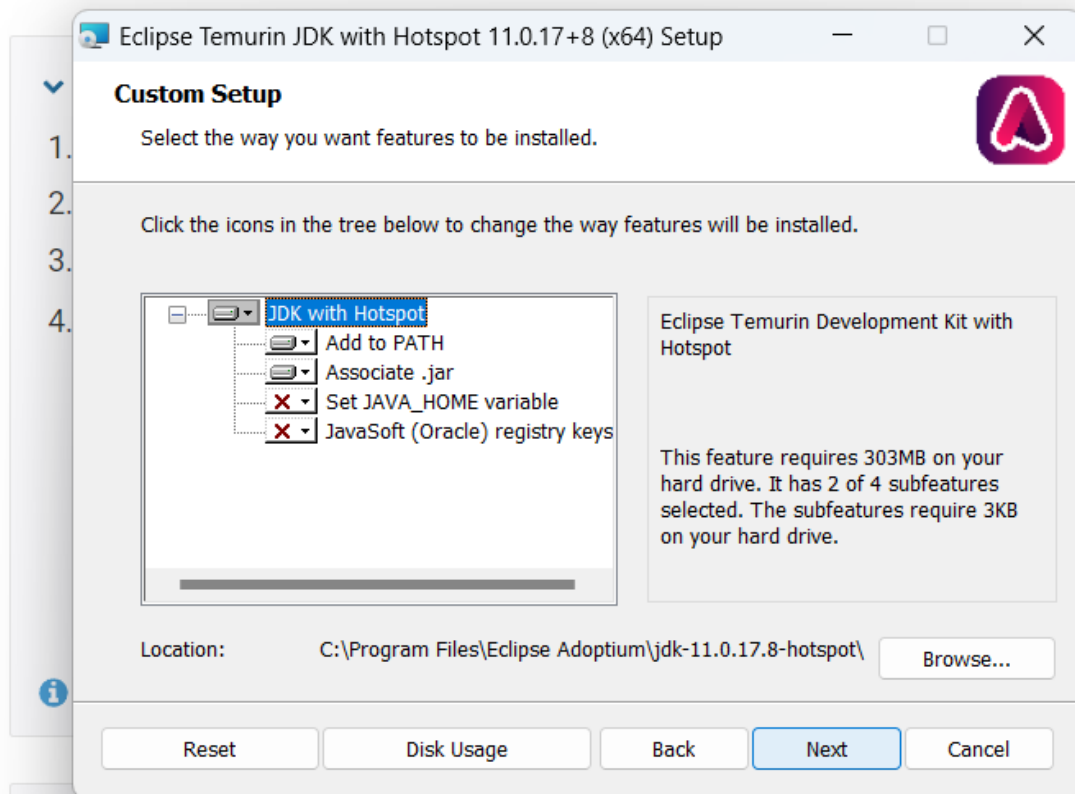 Eclipse Temurin JDK with Hotspot 11.0.17+8 (x64) Setup
Custom Setup
Select the way you want features to be installed.
1.
2.
3.
4.
Click the icons in the tree below to change the way features will be installed.
JDK with Hotspot
Add to PATH
Associate .jar
Set JAVA_HOME variable
JavaSoft (Oracle) registry keys
Eclipse Temurin Development Kit with
Hotspot
This feature requires 303MB on your
hard drive. It has 2 of 4 subfeatures
selected. The subfeatures require 3KB
on your hard drive.
Location:
C:\Program Files\Eclipse Adoptium\jdk-11.0.17.8-hotspot\
Browse...
Reset
Disk Usage
Back
Next
Cancel